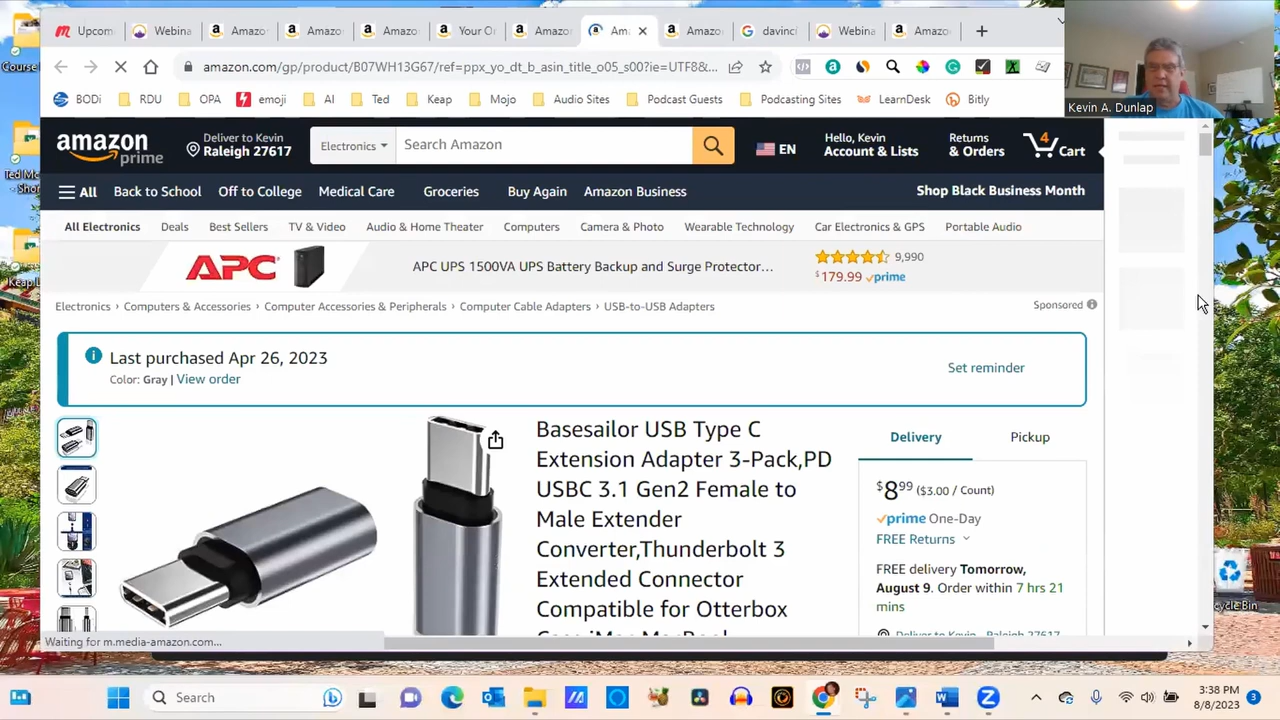 Upcom
Webina
Amazo
Amazo
Amazo
Your O
Amazo
Am
Amazo
davinci
Webina
Amazo
amazon.com/gp/product/B07WH13G67/ref=ppx_yo_dt_b_asin_title_o05_s00?ie=UTF8&...
Kevin A. Dunlap
BODi
RDU
OPA
emoji
AI
Ted
Keap
Mojo
Audio Sites
Podcast Guests
Podcasting Sites
LearnDesk
Bitly
amazon prime
Deliver to Kevin
Raleigh 27617
Electronics
Search Amazon
EN
Hello, Kevin
Account & Lists
Returns
& Orders
4
Cart
All
Back to School
Off to College
Medical Care
Groceries
Buy Again
Amazon Business
Shop Black Business Month
All Electronics
Deals
Best Sellers
TV & Video
Audio & Home Theater
Computers
Camera & Photo
Wearable Technology
Car Electronics & GPS
Portable Audio
APC
APC UPS 1500VA UPS Battery Backup and Surge Protector...
9,990
$179.99 prime
Electronics › Computers & Accessories › Computer Accessories & Peripherals › Computer Cable Adapters › USB-to-USB Adapters
Sponsored
Last purchased Apr 26, 2023
Color: Gray | View order
Set reminder
Basesailor USB Type C
Extension Adapter 3-Pack,PD
USBC 3.1 Gen2 Female to
Male Extender
Converter,Thunderbolt 3
Extended Connector
Compatible for Otterbox
Delivery
Pickup
$8.99 ($3.00 / Count)
prime One-Day
FREE Returns
FREE delivery Tomorrow,
August 9. Order within 7 hrs 21
mins
Deliver to Kevin - Raleigh 27617
Waiting for m.media-amazon.com...
Search
3:38 PM
8/8/2023
3